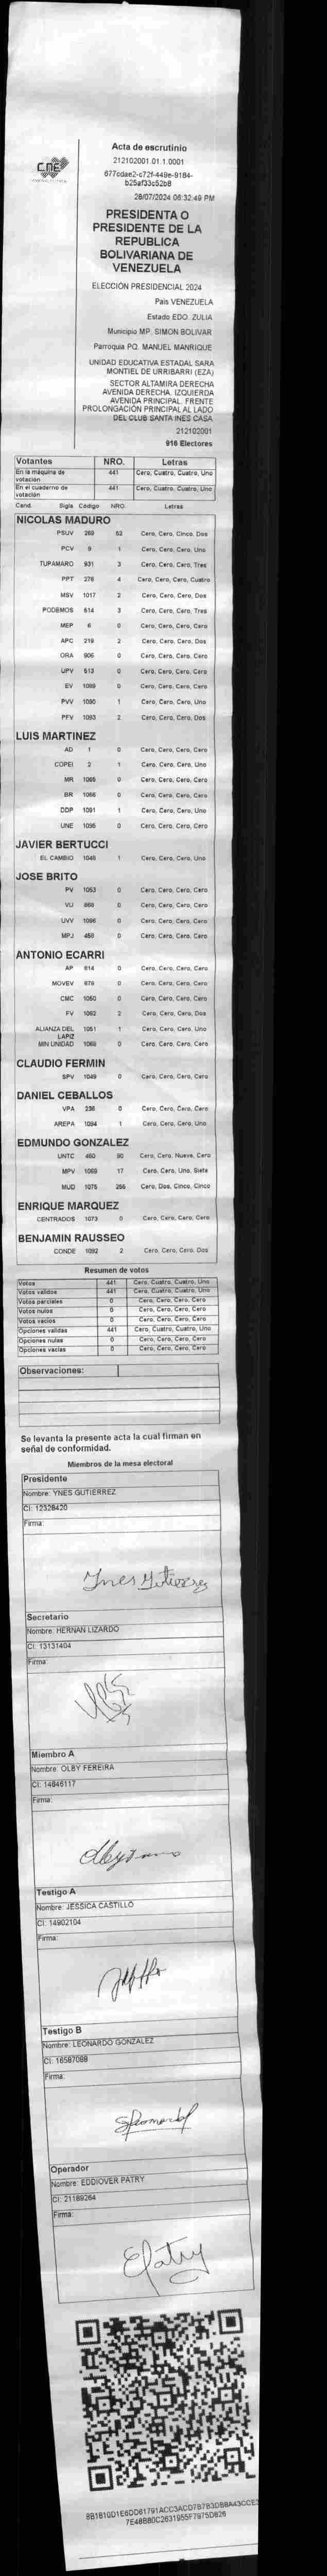 CNE
Acta de escrutinio
212102001.01.1.0001
677cdae2-c72f-449e-9184-
b25af33c52b8
28/07/2024 06:32:49 PM
PRESIDENTA O
PRESIDENTE DE LA
REPUBLICA
BOLIVARIANA DE
VENEZUELA
ELECCIÓN PRESIDENCIAL 2024
Pais VENEZUELA
Estado EDO. ZULIA
Municipio MP. SIMON BOLIVAR
Parroquia PQ. MANUEL MANRIQUE
UNIDAD EDUCATIVA ESTADAL SARA
MONTIEL DE URRIBARRI (EZA)
SECTOR ALTAMIRA DERECHA
AVENIDA DERECHA. IZQUIERDA
AVENIDA PRINCIPAL. FRENTE
PROLONGACIÓN PRINCIPAL AL LADO
DEL CLUB SANTA INES CASA
212102001
916 Electores
Votantes NRO. Letras
En la máquina de votación 441 Cero, Cuatro, Cuatro, Uno
En el cuaderno de votación 441 Cero, Cuatro, Cuatro, Uno
Cand. Sigla Código NRO. Letras
NICOLAS MADURO
PSUV 269 52 Cero, Cero, Cinco, Dos
PCV 9 1 Cero, Cero, Cero, Uno
TUPAMARO 931 3 Cero, Cero, Cero, Tres
PPT 276 4 Cero, Cero, Cero, Cuatro
MSV 1017 2 Cero, Cero, Cero, Dos
PODEMOS 614 3 Cero, Cero, Cero, Tres
MEP 6 0 Cero, Cero, Cero, Cero
APC 219 2 Cero, Cero, Cero, Dos
ORA 906 0 Cero, Cero, Cero, Cero
UPV 513 0 Cero, Cero, Cero, Cero
EV 1089 0 Cero, Cero, Cero, Cero
PVV 1090 1 Cero, Cero, Cero, Uno
PFV 1093 2 Cero, Cero, Cero, Dos
LUIS MARTINEZ
AD 1 0 Cero, Cero, Cero, Cero
COPEI 2 1 Cero, Cero, Cero, Uno
MR 1065 0 Cero, Cero, Cero, Cero
BR 1066 0 Cero, Cero, Cero, Cero
DDP 1091 1 Cero, Cero, Cero, Uno
UNE 1095 0 Cero, Cero, Cero, Cero
JAVIER BERTUCCI
EL CAMBIO 1048 1 Cero, Cero, Cero, Uno
JOSE BRITO
PV 1053 0 Cero, Cero, Cero, Cero
VU 868 0 Cero, Cero, Cero, Cero
UVV 1096 0 Cero, Cero, Cero, Cero
MPJ 458 0 Cero, Cero, Cero, Cero
ANTONIO ECARRI
AP 814 0 Cero, Cero, Cero, Cero
MOVEV 878 0 Cero, Cero, Cero, Cero
CMC 1050 0 Cero, Cero, Cero, Cero
FV 1062 2 Cero, Cero, Cero, Dos
ALIANZA DEL LAPIZ 1051 1 Cero, Cero, Cero, Uno
MIN UNIDAD 1069 0 Cero, Cero, Cero, Cero
CLAUDIO FERMIN
SPV 1049 0 Cero, Cero, Cero, Cero
DANIEL CEBALLOS
VPA 236 0 Cero, Cero, Cero, Cero
AREPA 1094 1 Cero, Cero, Cero, Uno
EDMUNDO GONZALEZ
UNTC 460 90 Cero, Cero, Nueve, Cero
MPV 1069 17 Cero, Cero, Uno, Siete
MUD 1075 255 Cero, Dos, Cinco, Cinco
ENRIQUE MARQUEZ
CENTRADOS 1073 0 Cero, Cero, Cero, Cero
BENJAMIN RAUSSEO
CONDE 1092 2 Cero, Cero, Cero, Dos
Resumen de votos
Votos 441 Cero, Cuatro, Cuatro, Uno
Votos válidos 441 Cero, Cuatro, Cuatro, Uno
Votos parciales 0 Cero, Cero, Cero, Cero
Votos nulos 0 Cero, Cero, Cero, Cero
Votos vacíos 0 Cero, Cero, Cero, Cero
Opciones validas 441 Cero, Cuatro, Cuatro, Uno
Opciones nulas 0 Cero, Cero, Cero, Cero
Opciones vacías 0 Cero, Cero, Cero, Cero
Observaciones:
Se levanta la presente acta la cual firman en
señal de conformidad.
Miembros de la mesa electoral
Presidente
Nombre: YNES GUTIERREZ
CI: 12328420
Firma:
Ynes Gutierrez
Secretario
Nombre: HERNAN LIZARDO
CI: 13131404
Firma:
Miembro A
Nombre: OLBY FEREIRA
CI: 14846117
Firma:
Testigo A
Nombre: JESSICA CASTILLO
CI: 14902104
Firma:
Testigo B
Nombre: LEONARDO GONZALEZ
CI: 16587088
Firma:
Operador
Nombre: EDDIOVER PATRY
CI: 21189264
Firma:
EPatry